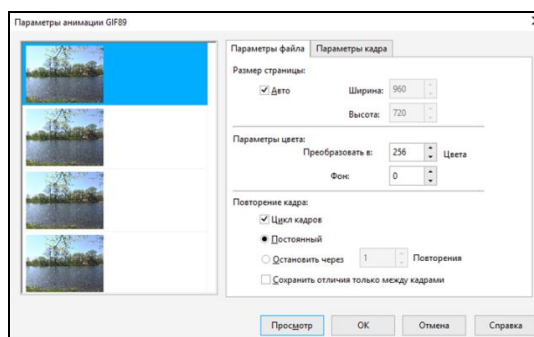 Параметры анимации GIF89
Параметры файла Параметры кадра
Размер страницы:
Авто Ширина: 960
Высота: 720
Параметры цвета:
Преобразовать в: 256 Цвета
Фон: 0
Повторение кадра:
Цикл кадров
Постоянный
Остановить через 1 Повторения
Сохранить отличия только между кадрами
Просмотр ОК Отмена Справка